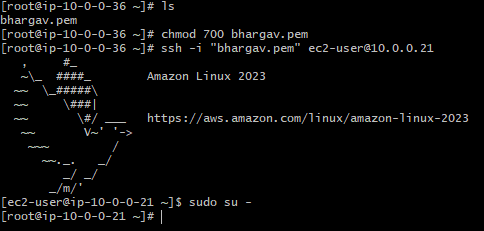 [root@ip-10-0-0-36 ~]# ls
bhargav.pem
[root@ip-10-0-0-36 ~]# chmod 700 bhargav.pem
[root@ip-10-0-0-36 ~]# ssh -i "bhargav.pem" ec2-user@10.0.0.21
   ,     #_
   ~\_  ####_        Amazon Linux 2023
  ~~  \_#####\
  ~~     \###|
  ~~       \#/ ___   https://aws.amazon.com/linux/amazon-linux-2023
   ~~       V~' '->
    ~~~         /
      ~~._.   _/
         _/ _/
       _/m/'
[ec2-user@ip-10-0-0-21 ~]$ sudo su -
[root@ip-10-0-0-21 ~]#